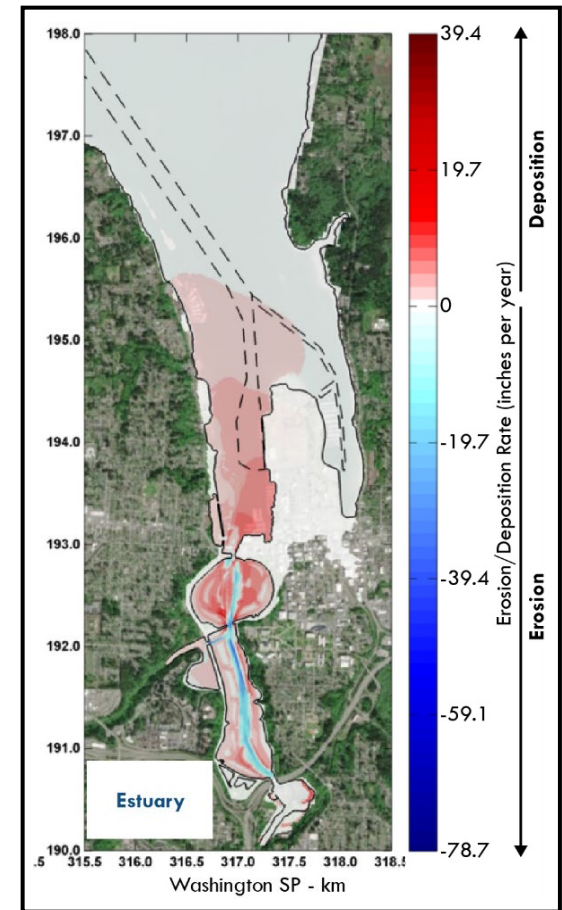 198.0
197.0
196.0
195.0
194.0
193.0
192.0
191.0
190.0
.5 315.5 316.0 316.5 317.0 317.5 318.0 318.5
Washington SP - km
Estuary
39.4
19.7
0
-19.7
-39.4
-59.1
-78.7
Erosion/Deposition Rate (inches per year)
Deposition
Erosion